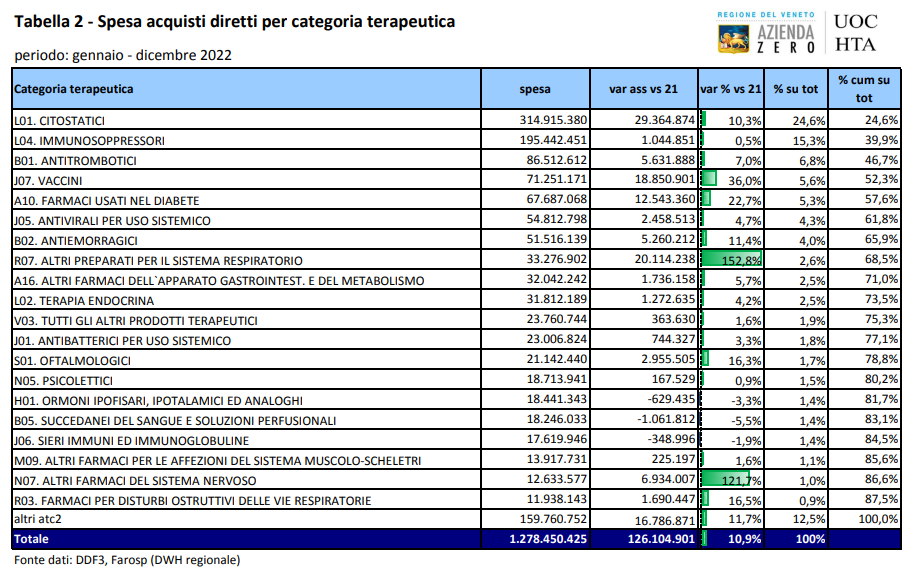 Tabella 2 - Spesa acquisti diretti per categoria terapeutica
REGIONE DEL VENETO
AZIENDA
ZERO
UOC
HTA
periodo: gennaio - dicembre 2022
Categoria terapeutica spesa var ass vs 21 var % vs 21 % su tot % cum su tot
L01. CITOSTATICI 314.915.380 29.364.874 10,3% 24,6% 24,6%
L04. IMMUNOSOPPRESSORI 195.442.451 1.044.851 0,5% 15,3% 39,9%
B01. ANTITROMBOTICI 86.512.612 5.631.888 7,0% 6,8% 46,7%
J07. VACCINI 71.251.171 18.850.901 36,0% 5,6% 52,3%
A10. FARMACI USATI NEL DIABETE 67.687.068 12.543.360 22,7% 5,3% 57,6%
J05. ANTIVIRALI PER USO SISTEMICO 54.812.798 2.458.513 4,7% 4,3% 61,8%
B02. ANTIEMORRAGICI 51.516.139 5.260.212 11,4% 4,0% 65,9%
R07. ALTRI PREPARATI PER IL SISTEMA RESPIRATORIO 33.276.902 20.114.238 152,8% 2,6% 68,5%
A16. ALTRI FARMACI DELL`APPARATO GASTROINTEST. E DEL METABOLISMO 32.042.242 1.736.158 5,7% 2,5% 71,0%
L02. TERAPIA ENDOCRINA 31.812.189 1.272.635 4,2% 2,5% 73,5%
V03. TUTTI GLI ALTRI PRODOTTI TERAPEUTICI 23.760.744 363.630 1,6% 1,9% 75,3%
J01. ANTIBATTERICI PER USO SISTEMICO 23.006.824 744.327 3,3% 1,8% 77,1%
S01. OFTALMOLOGICI 21.142.440 2.955.505 16,3% 1,7% 78,8%
N05. PSICOLETTICI 18.713.941 167.529 0,9% 1,5% 80,2%
H01. ORMONI IPOFISARI, IPOTALAMICI ED ANALOGHI 18.441.343 -629.435 -3,3% 1,4% 81,7%
B05. SUCCEDANEI DEL SANGUE E SOLUZIONI PERFUSIONALI 18.246.033 -1.061.812 -5,5% 1,4% 83,1%
J06. SIERI IMMUNI ED IMMUNOGLOBULINE 17.619.946 -348.996 -1,9% 1,4% 84,5%
M09. ALTRI FARMACI PER LE AFFEZIONI DEL SISTEMA MUSCOLO-SCHELETRI 13.917.731 225.197 1,6% 1,1% 85,6%
N07. ALTRI FARMACI DEL SISTEMA NERVOSO 12.633.577 6.934.007 121,7% 1,0% 86,6%
R03. FARMACI PER DISTURBI OSTRUTTIVI DELLE VIE RESPIRATORIE 11.938.143 1.690.447 16,5% 0,9% 87,5%
altri atc2 159.760.752 16.786.871 11,7% 12,5% 100,0%
Totale 1.278.450.425 126.104.901 10,9% 100%
Fonte dati: DDF3, Farosp (DWH regionale)